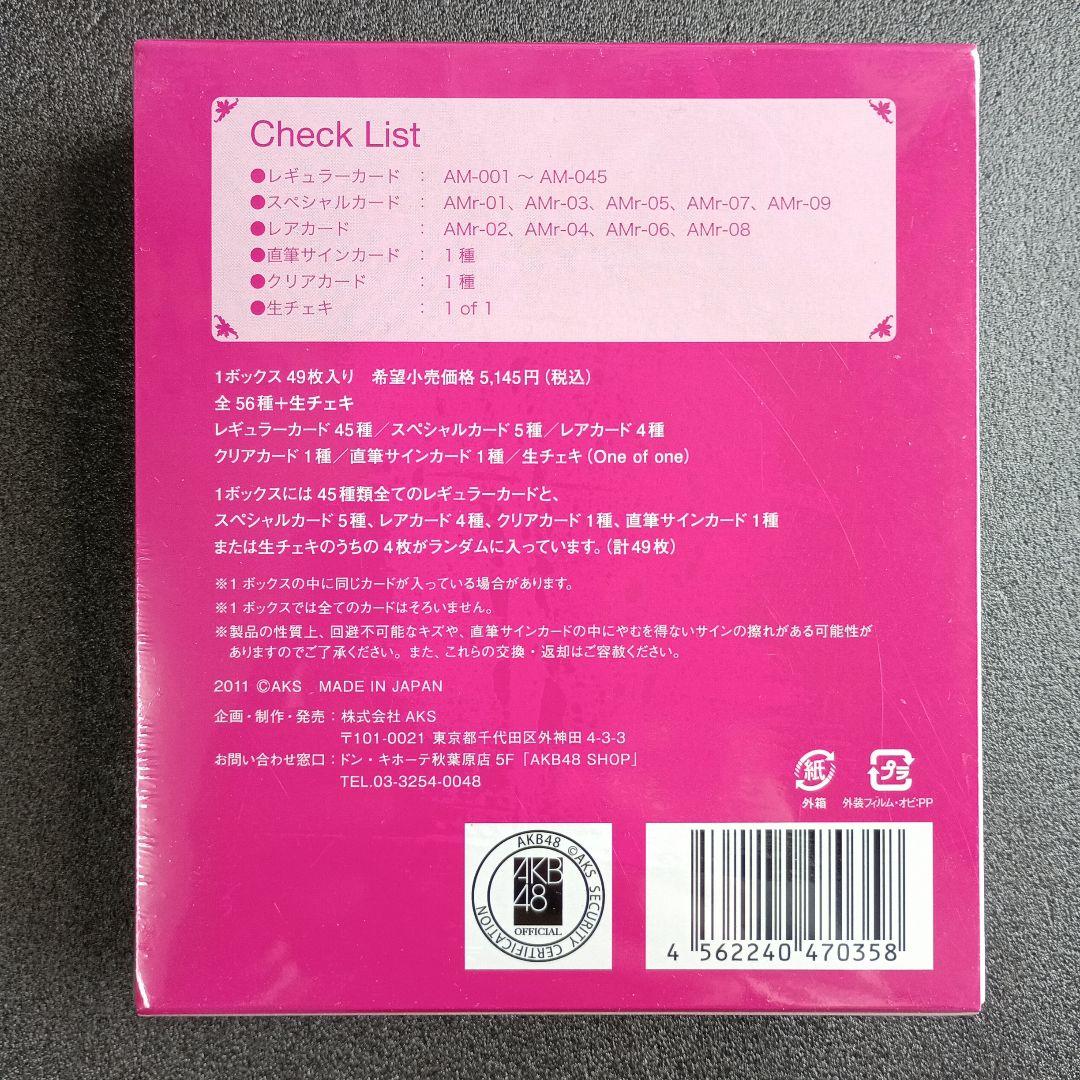 Check List
●レギュラーカード : AM-001 ～ AM-045
●スペシャルカード : AMr-01、AMr-03、AMr-05、AMr-07、AMr-09
●レアカード : AMr-02、AMr-04、AMr-06、AMr-08
●直筆サインカード : 1種
●クリアカード : 1種
●生チェキ : 1 of 1
1ボックス 49枚入り 希望小売価格 5,145円(税込)
全56種+生チェキ
レギュラーカード 45種/スペシャルカード 5種/レアカード 4種
クリアカード 1種/直筆サインカード 1種/生チェキ(One of one)
1ボックスには 45種類全てのレギュラーカードと、
スペシャルカード 5種、レアカード 4種、クリアカード 1種、直筆サインカード 1種
または生チェキのうちの 4枚がランダムに入っています。(計49枚)
※1ボックスの中に同じカードが入っている場合があります。
※1ボックスでは全てのカードはそろいません。
※製品の性質上、回避不可能なキズや、直筆サインカードの中にやむを得ないサインの擦れがある可能性が
ありますのでご了承ください。また、これらの交換・返却はご容赦ください。
2011 ©AKS MADE IN JAPAN
企画・制作・発売:株式会社 AKS
〒101-0021 東京都千代田区外神田 4-3-3
お問い合わせ窓口:ドン・キホーテ秋葉原店 5F「AKB48 SHOP」
TEL.03-3254-0048
紙
外箱
プラ
外装フィルム・オビ:PP
AKB48 ©AKS SECURITY CERTIFICATION
AKB
48
OFFICIAL
4 562240 470358